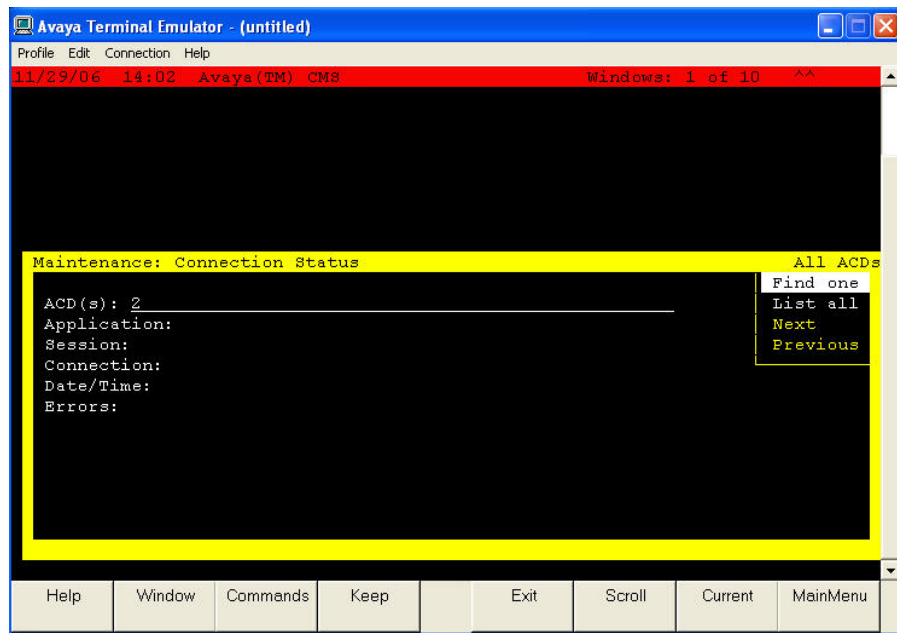 Avaya Terminal Emulator - (untitled)
Profile Edit Connection Help
11/29/06 14:02 Avaya(TM) CMS Windows: 1 of 10 ^^
Maintenance: Connection Status All ACDs
Find one
ACD(s): 2 List all
Application: Next
Session: Previous
Connection:
Date/Time:
Errors:
Help Window Commands Keep Exit Scroll Current MainMenu